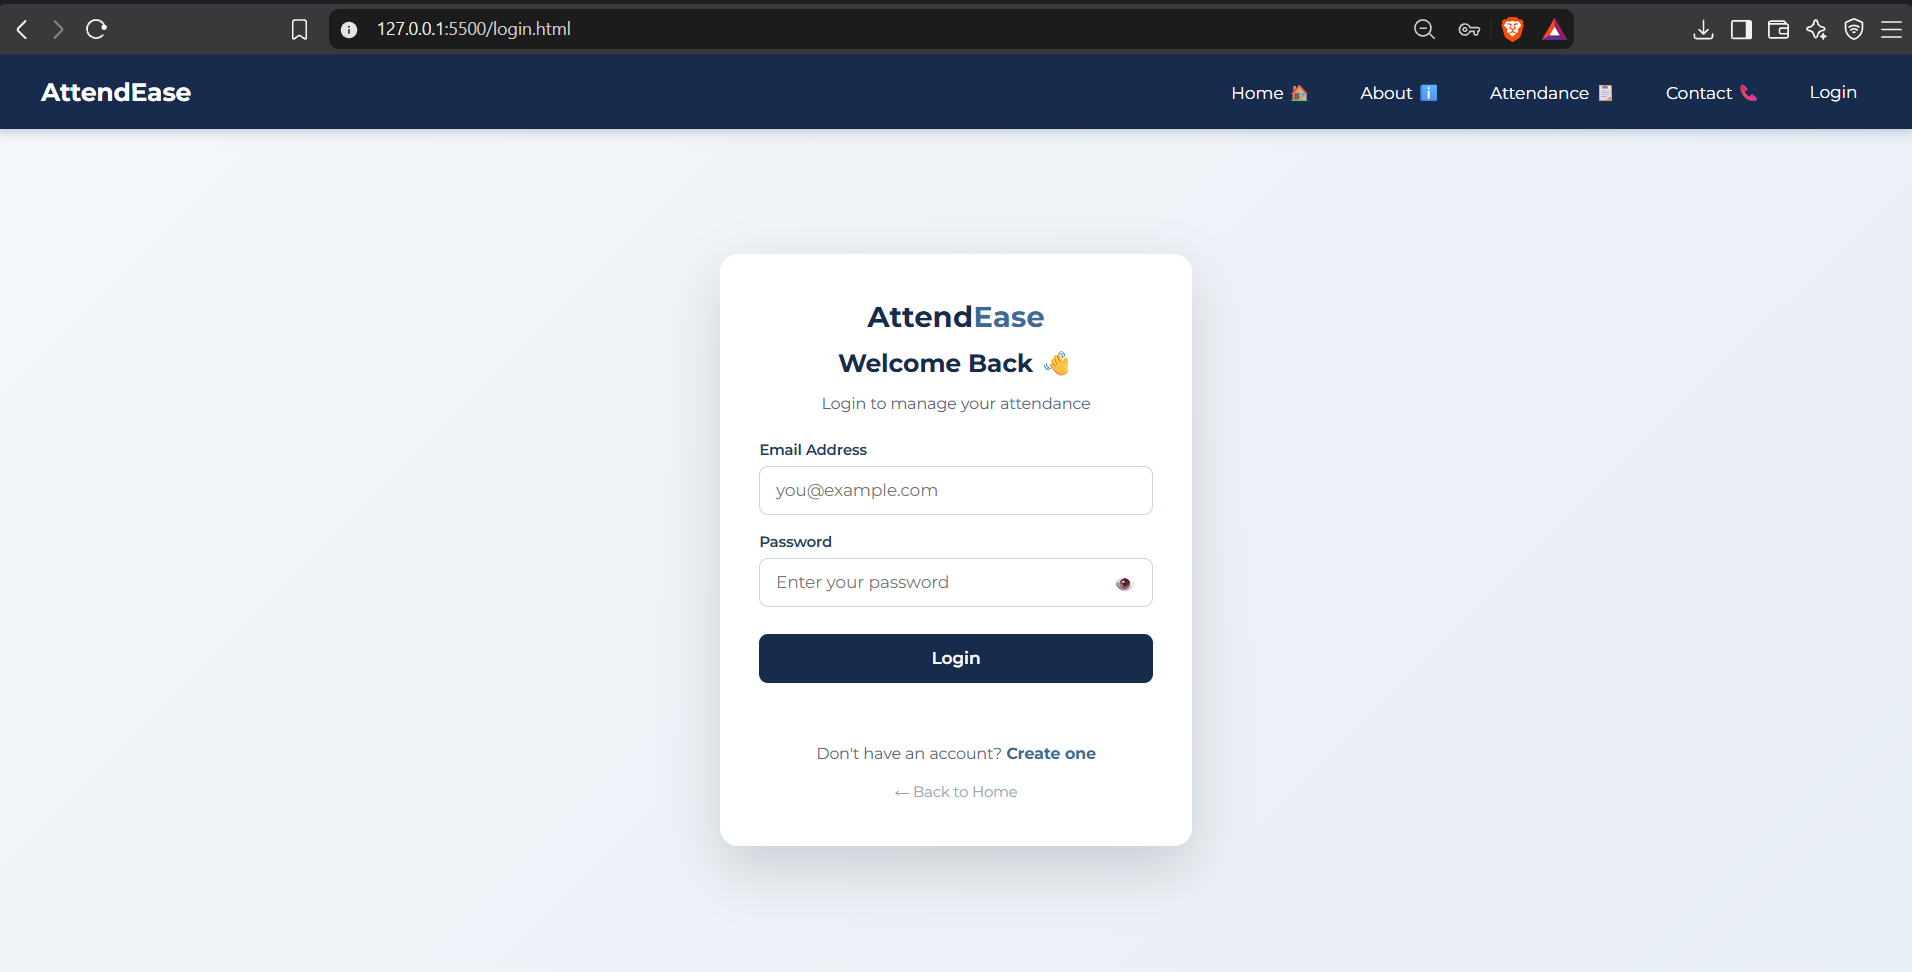 127.0.0.1:5500/login.html
AttendEase
Home 🏠 About ℹ️ Attendance 📋 Contact 📞 Login
AttendEase
Welcome Back 👋
Login to manage your attendance
Email Address
you@example.com
Password
Enter your password
Login
Don't have an account? Create one
← Back to Home